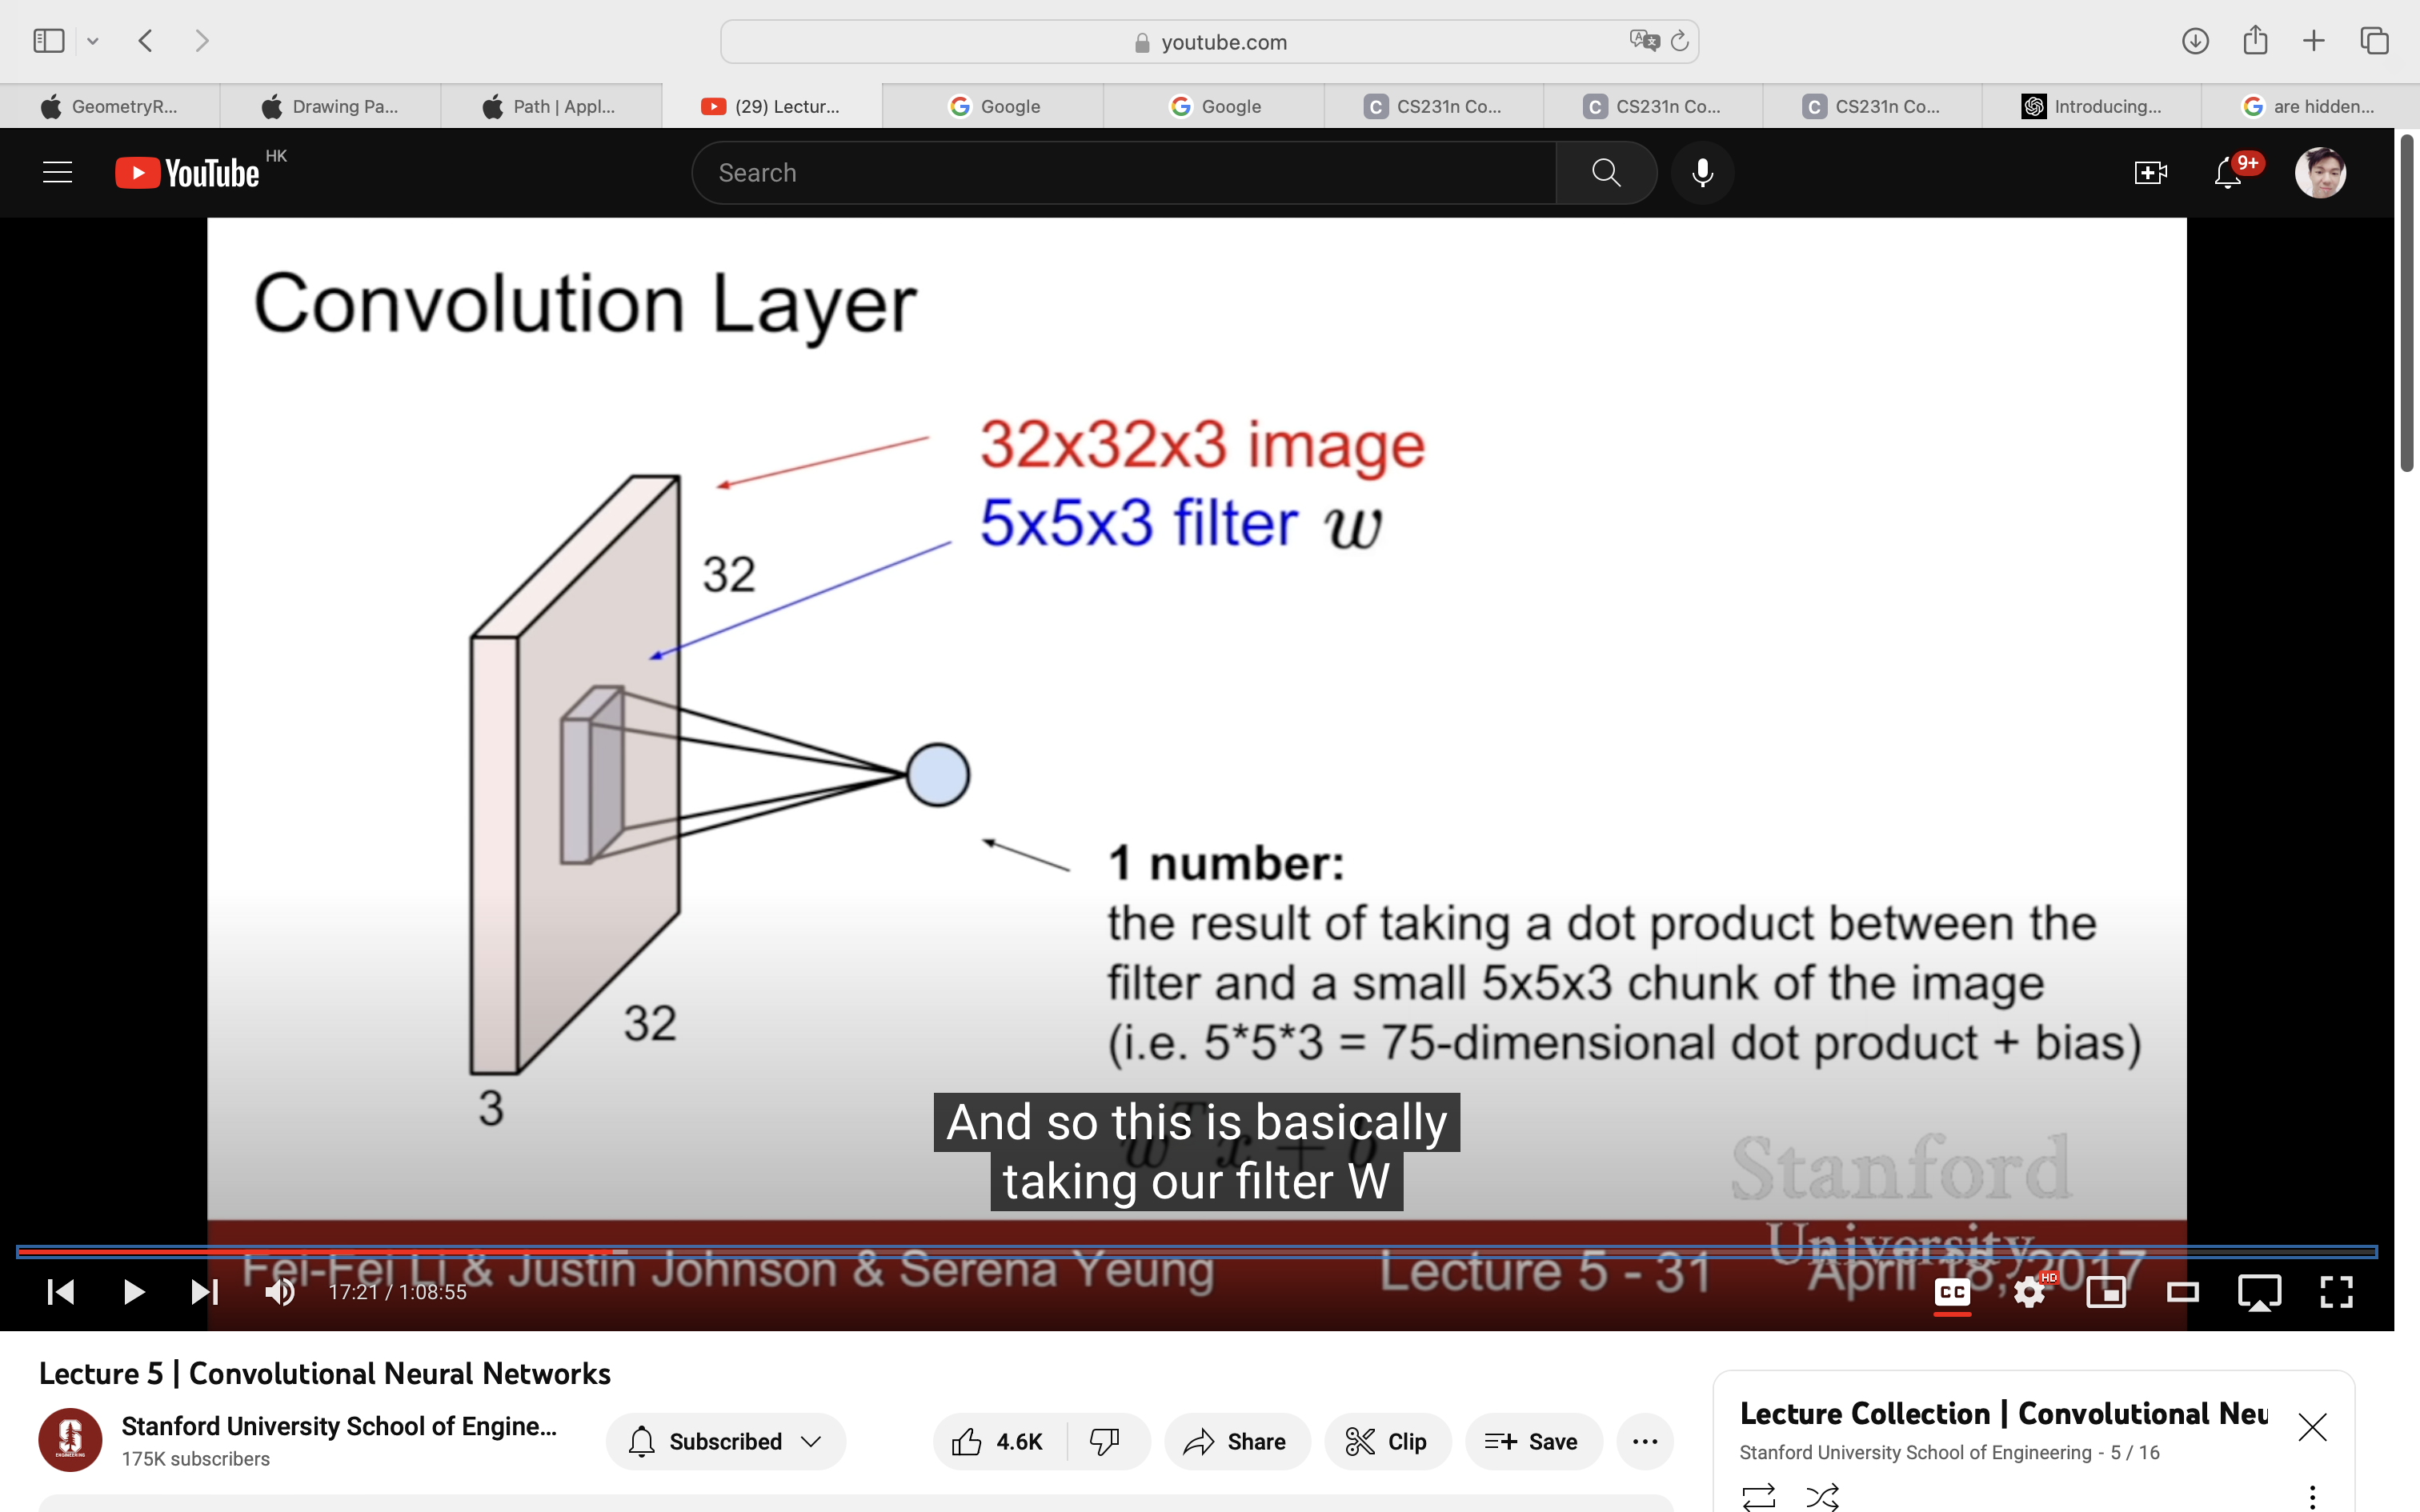 youtube.com
GeometryR...
Drawing Pa...
Path | Appl...
(29) Lectur...
Google
Google
C CS231n Co...
C CS231n Co...
C CS231n Co...
Introducing...
are hidden...
YouTube HK
Search
9+
Convolution Layer
32x32x3 image
5x5x3 filter w
32
1 number:
the result of taking a dot product between the
filter and a small 5x5x3 chunk of the image
(i.e. 5*5*3 = 75-dimensional dot product + bias)
32
3
w^T x + b
And so this is basically
taking our filter W
Stanford
University
Fei-Fei Li & Justin Johnson & Serena Yeung
Lecture 5 - 31
April 18, 2017
17:21 / 1:08:55
CC
HD
Lecture 5 | Convolutional Neural Networks
Stanford University School of Engine...
175K subscribers
Subscribed
4.6K
Share
Clip
Save
Lecture Collection | Convolutional Neu
Stanford University School of Engineering - 5 / 16